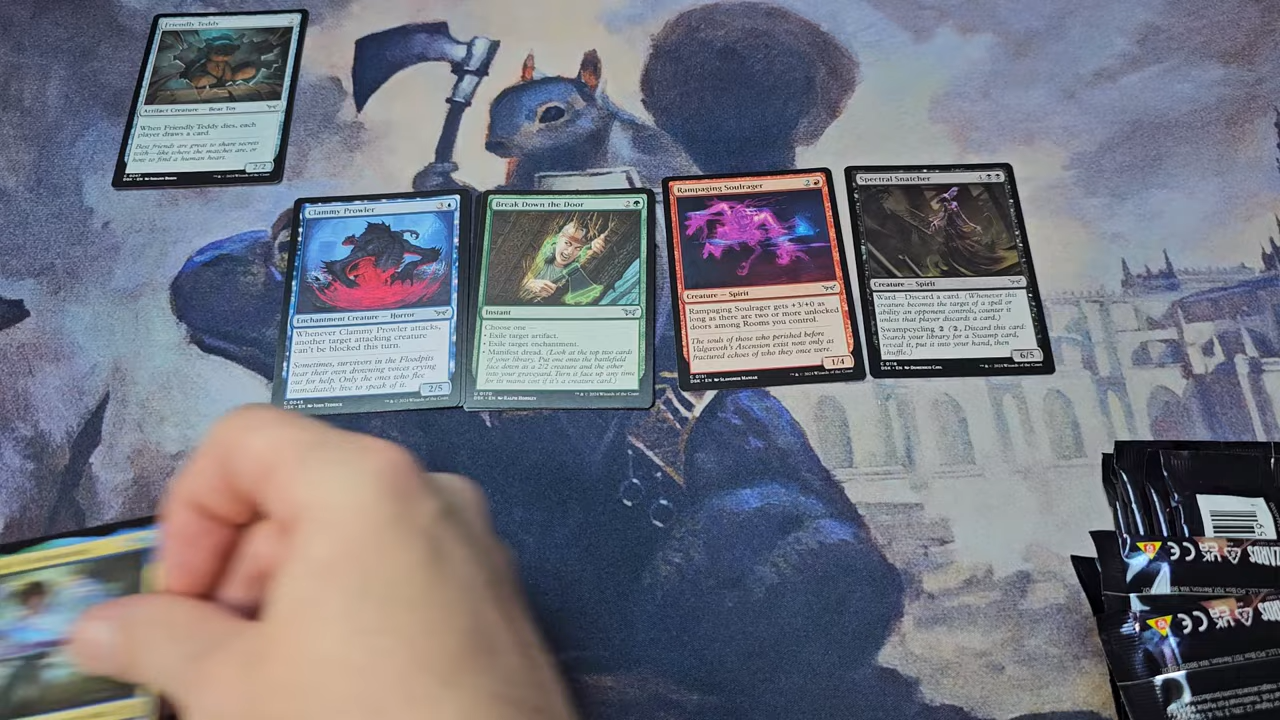 Friendly Teddy
2
Artifact Creature — Bear Toy
When Friendly Teddy dies, each
player draws a card.
Best friends are great to share secrets
with—like where the matches are, or
how to find a human heart.
2/2
Clammy Prowler
3
Enchantment Creature — Horror
Whenever Clammy Prowler attacks,
another target attacking creature
can't be blocked this turn.
Sometimes, survivors in the Floodpits
hear their own drowning voices crying
out for help. Only the ones who flee
immediately live to speak of it.
2/5
Break Down the Door
2
Instant
Choose one —
• Exile target artifact.
• Exile target enchantment.
• Manifest dread. (Look at the top two cards
of your library. Put one onto the battlefield
face down as a 2/2 creature and the other
into your graveyard. Turn it face up any time
for its mana cost if it's a creature card.)
Rampaging Soulrager
2
Creature — Spirit
Rampaging Soulrager gets +3/+0 as
long as there are two or more unlocked
doors among Rooms you control.
The souls of those who perished before
Valgavoth's Ascension exist now only as
fractured echoes of who they once were.
1/4
Spectral Snatcher
4
Creature — Spirit
Ward—Discard a card. (Whenever this
creature becomes the target of a spell or
ability an opponent controls, counter it
unless that player discards a card.)
Swampcycling 2 (2, Discard this card:
Search your library for a Swamp card,
reveal it, put it into your hand, then
shuffle.)
6/5